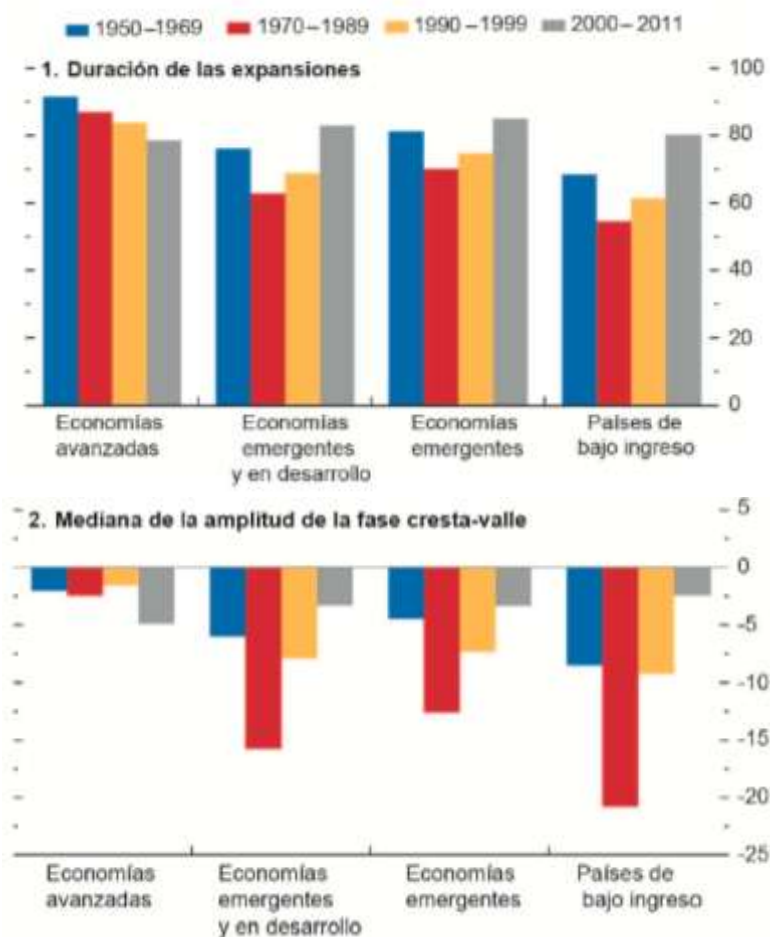 1950–1969 1970–1989 1990–1999 2000–2011
1. Duración de las expansiones
100
80
60
40
20
0
Economías avanzadas
Economías emergentes y en desarrollo
Economías emergentes
Países de bajo ingreso
2. Mediana de la amplitud de la fase cresta-valle
5
0
-5
-10
-15
-20
-25
Economías avanzadas
Economías emergentes y en desarrollo
Economías emergentes
Países de bajo ingreso